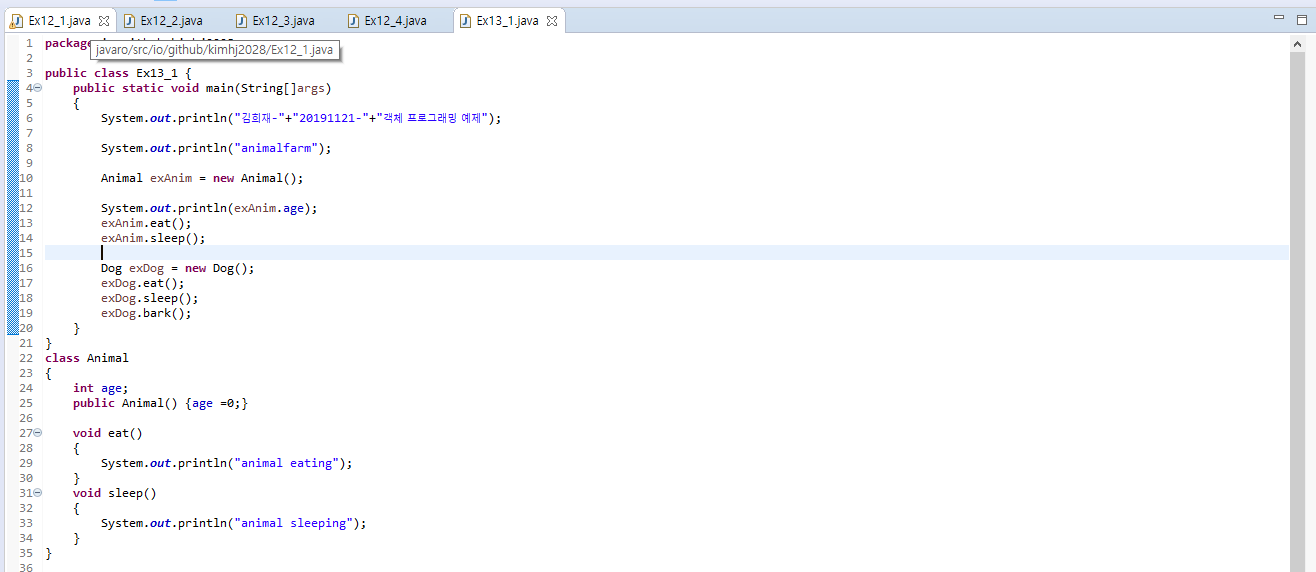 Ex12_1.java Ex12_2.java Ex12_3.java Ex12_4.java Ex13_1.java
1 package
javaro/src/io/github/kimhj2028/Ex12_1.java
2
3 public class Ex13_1 {
4 public static void main(String[]args)
5 {
6 System.out.println("김희재-"+"20191121-"+"객체 프로그래밍 예제");
7
8 System.out.println("animalfarm");
9
10 Animal exAnim = new Animal();
11
12 System.out.println(exAnim.age);
13 exAnim.eat();
14 exAnim.sleep();
15
16 Dog exDog = new Dog();
17 exDog.eat();
18 exDog.sleep();
19 exDog.bark();
20 }
21 }
22 class Animal
23 {
24 int age;
25 public Animal() {age =0;}
26
27 void eat()
28 {
29 System.out.println("animal eating");
30 }
31 void sleep()
32 {
33 System.out.println("animal sleeping");
34 }
35 }
36